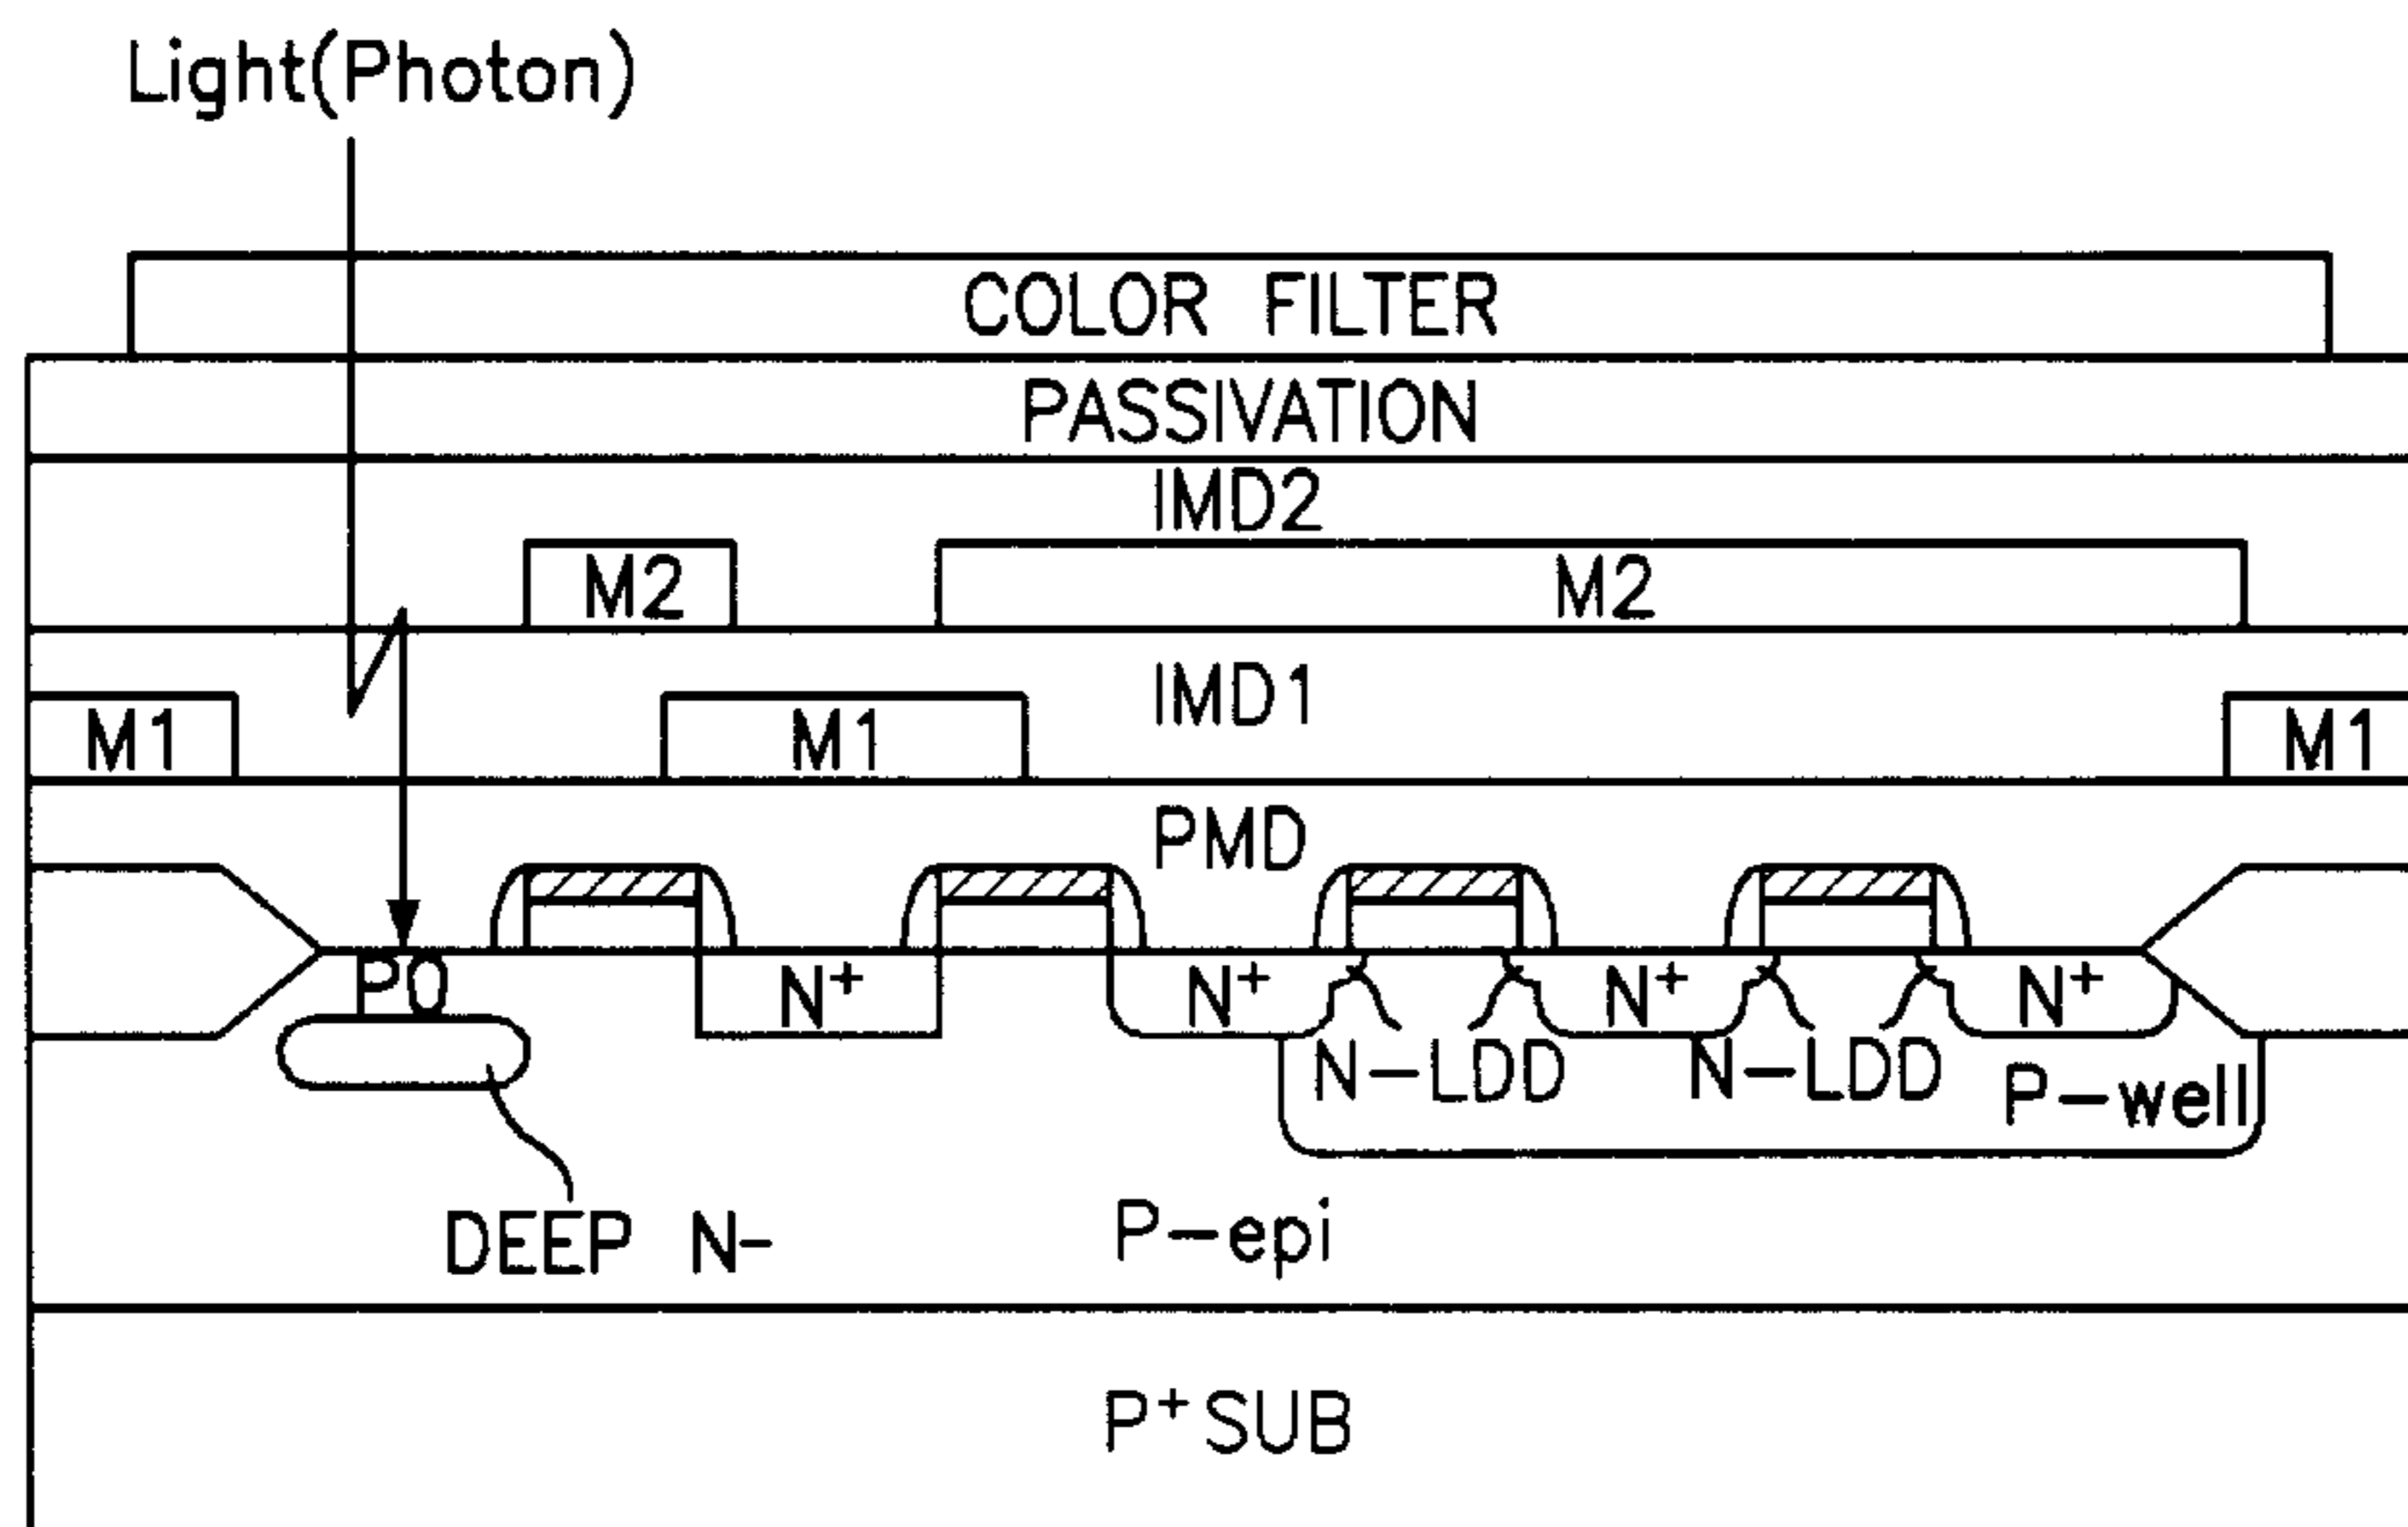 Light(Photon)
COLOR FILTER
PASSIVATION
IMD2
M2 M2
IMD1
M1 M1 M1
PMD
P0 N+ N+ N+ N+
N-LDD N-LDD P-well
DEEP N- P-epi
P+SUB